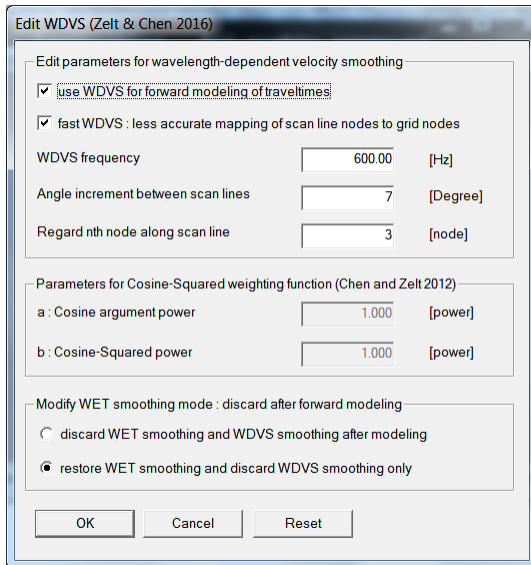 Edit WDVS (Zelt & Chen 2016)
Edit parameters for wavelength-dependent velocity smoothing
use WDVS for forward modeling of traveltimes
fast WDVS : less accurate mapping of scan line nodes to grid nodes
WDVS frequency 600.00 [Hz]
Angle increment between scan lines 7 [Degree]
Regard nth node along scan line 3 [node]
Parameters for Cosine-Squared weighting function (Chen and Zelt 2012)
a : Cosine argument power 1.000 [power]
b : Cosine-Squared power 1.000 [power]
Modify WET smoothing mode : discard after forward modeling
discard WET smoothing and WDVS smoothing after modeling
restore WET smoothing and discard WDVS smoothing only
OK Cancel Reset